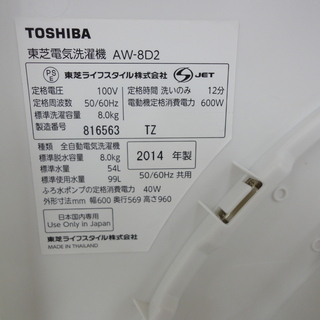 TOSHIBA
東芝電気洗濯機 AW-8D2
PS E 東芝ライフスタイル株式会社 JET
定格電圧 100V 定格時間 洗いのみ 12分
定格周波数 50/60Hz 電動機定格消費電力 600W
標準洗濯容量 8.0kg
製造番号 816563 TZ
種類 全自動電気洗濯機
標準脱水容量 8.0kg 2014 年製
標準水量 54L
標準使用水量 99L 50/60Hz 共用
ふろ水ポンプの定格消費電力 40W
外形寸法mm 幅600 奥行569 高さ960
日本国内専用
Use Only in Japan
東芝ライフスタイル株式会社
MADE IN THAILAND